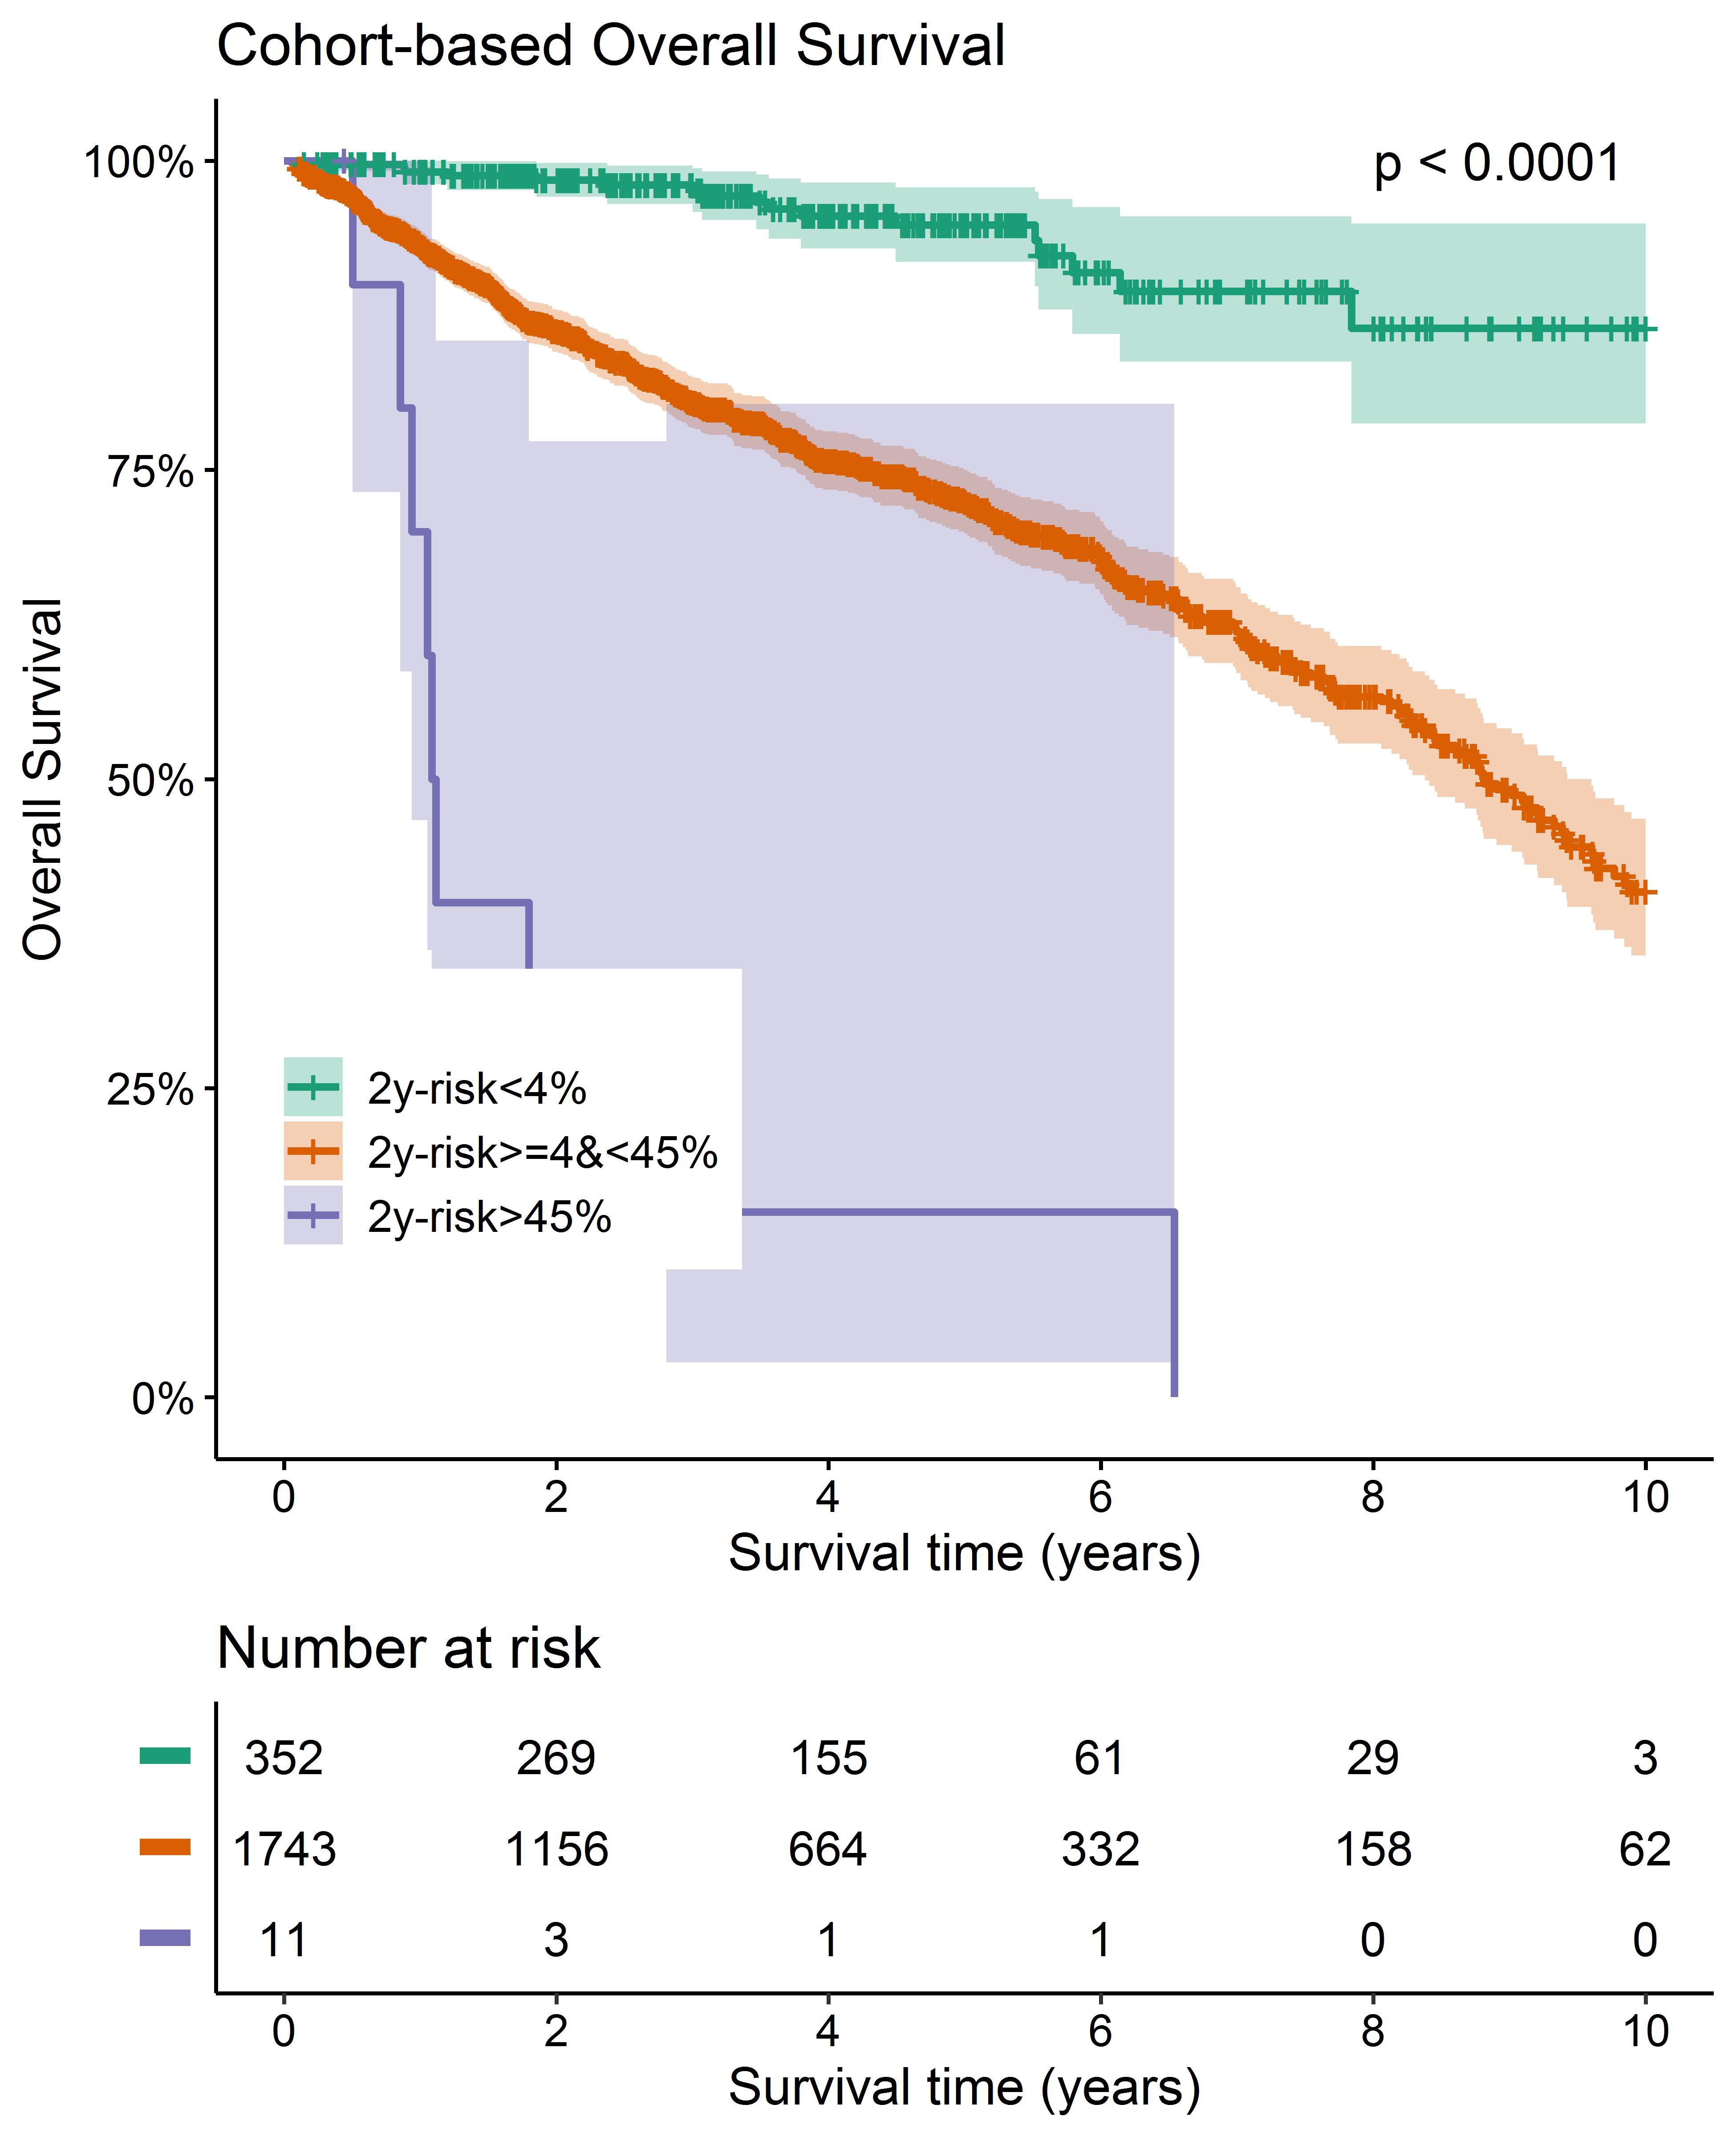 Cohort-based Overall Survival
100%
75%
50%
25%
0%
Overall Survival
p < 0.0001
2y-risk<4%
2y-risk>=4&<45%
2y-risk>45%
0 2 4 6 8 10
Survival time (years)
Number at risk
352 269 155 61 29 3
1743 1156 664 332 158 62
11 3 1 1 0 0
0 2 4 6 8 10
Survival time (years)